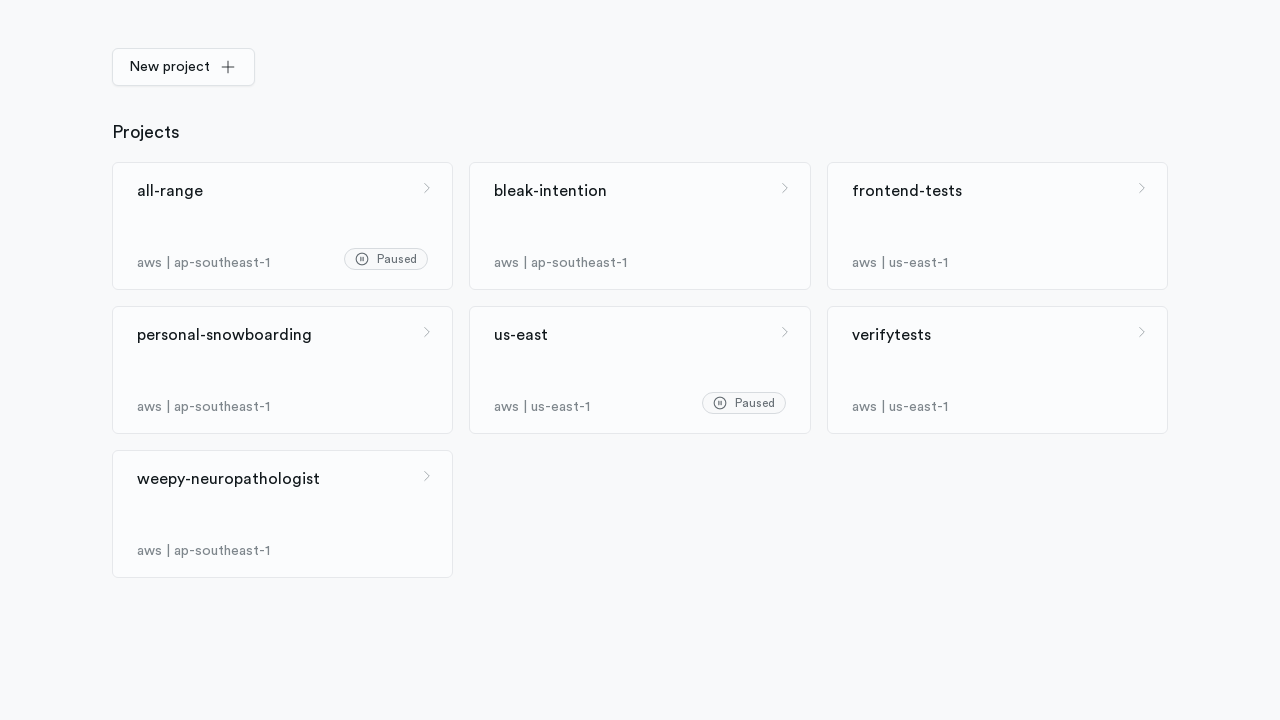 New project
Projects
all-range
aws | ap-southeast-1
Paused
bleak-intention
aws | ap-southeast-1
frontend-tests
aws | us-east-1
personal-snowboarding
aws | ap-southeast-1
us-east
aws | us-east-1
Paused
verifytests
aws | us-east-1
weepy-neuropathologist
aws | ap-southeast-1